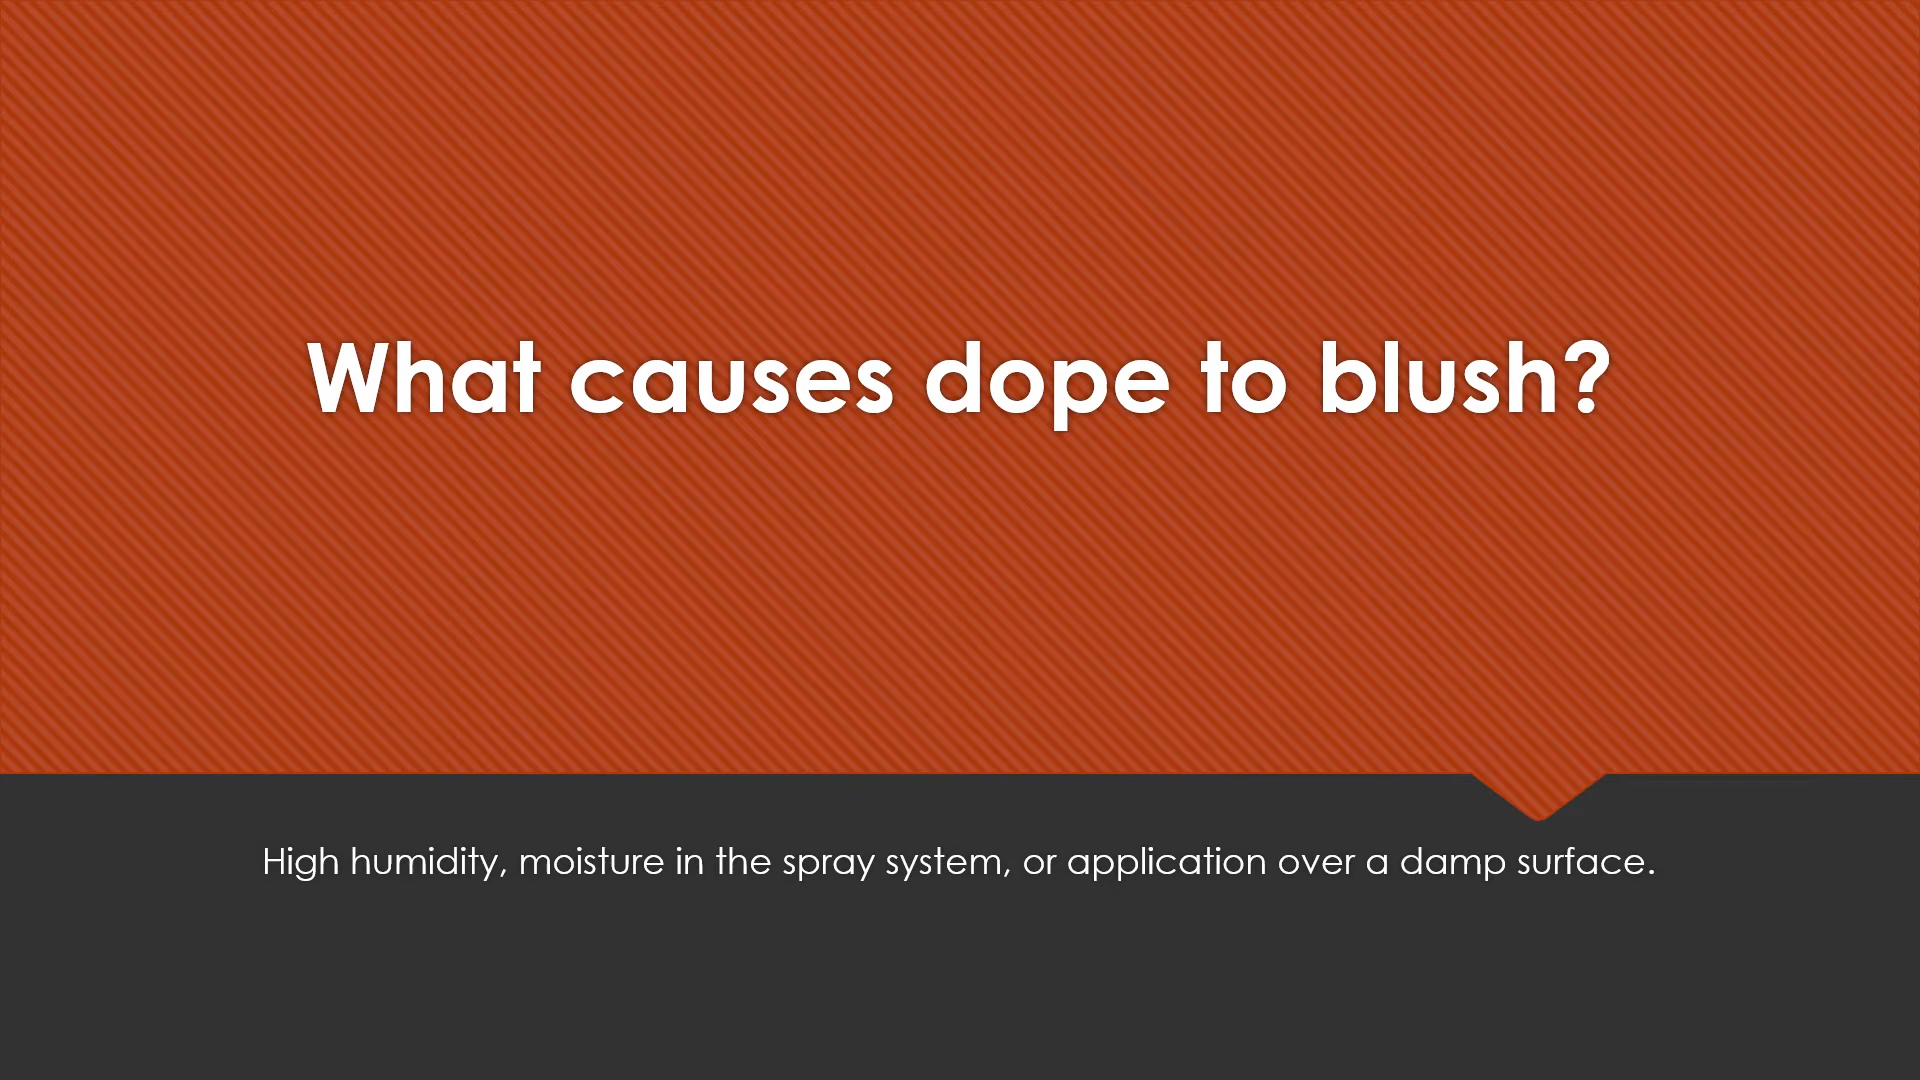 What causes dope to blush?
High humidity, moisture in the spray system, or application over a damp surface.